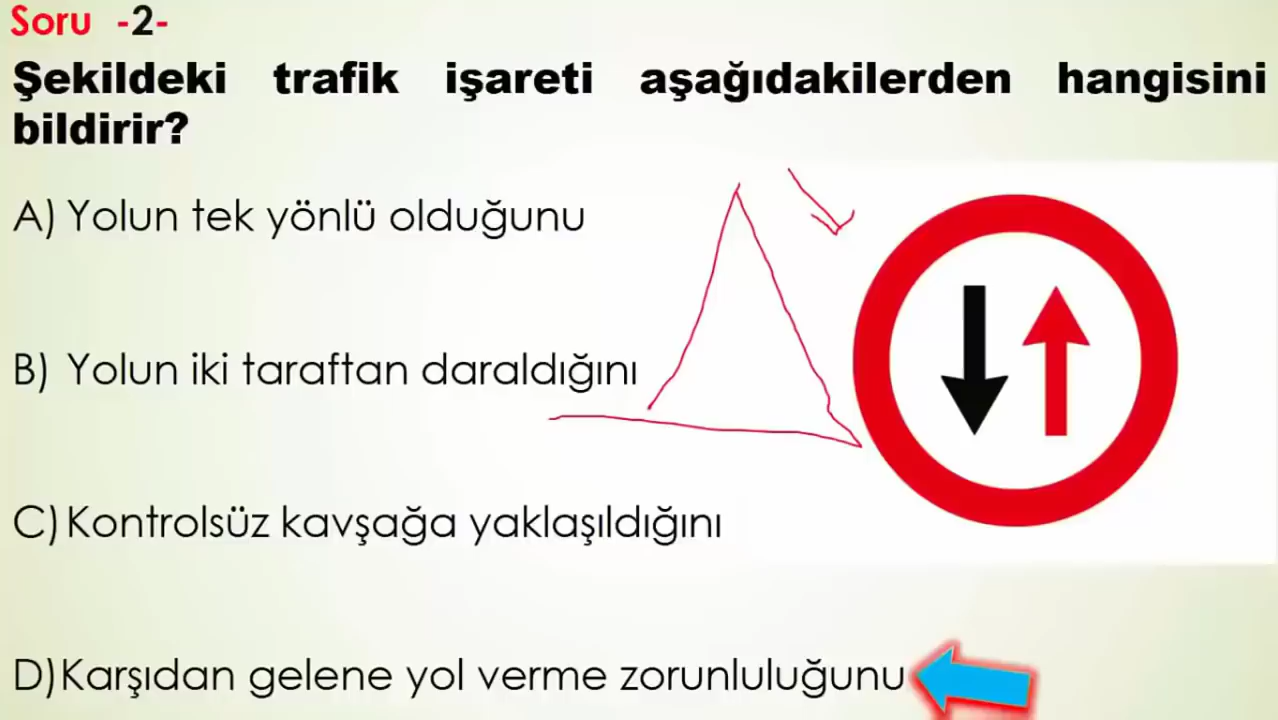 Soru -2-
Şekildeki trafik işareti aşağıdakilerden hangisini
bildirir?
A) Yolun tek yönlü olduğunu
B) Yolun iki taraftan daraldığını
C) Kontrolsüz kavşağa yaklaşıldığını
D) Karşıdan gelene yol verme zorunluluğunu